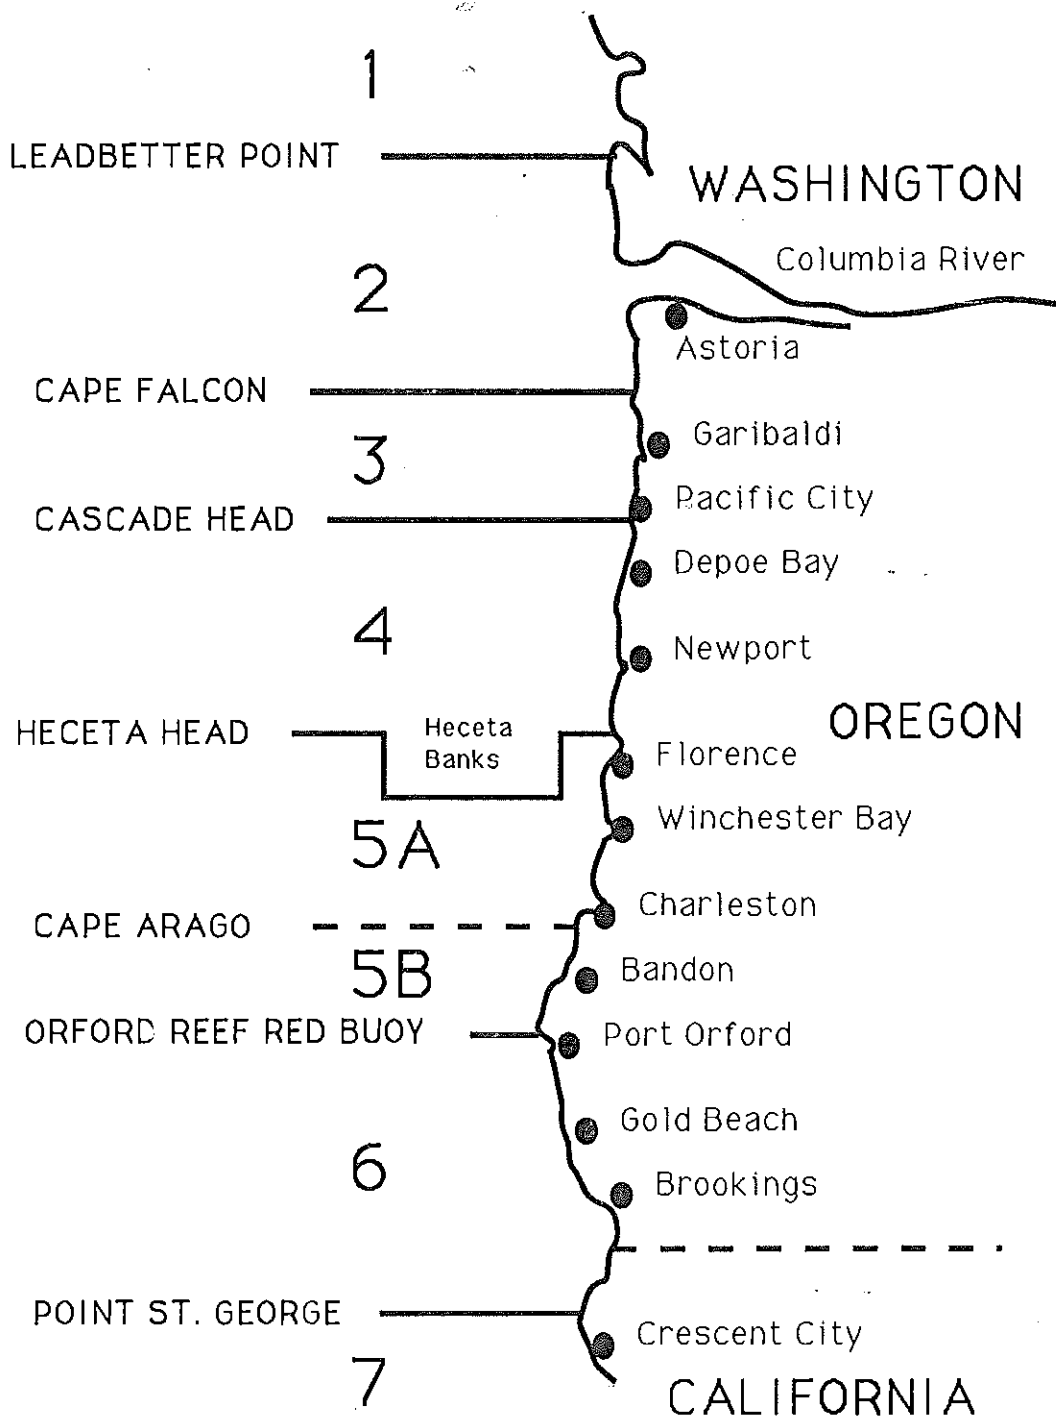 1
LEADBETTER POINT
WASHINGTON
Columbia River
2
Astoria
CAPE FALCON
Garibaldi
3
Pacific City
CASCADE HEAD
Depoe Bay
4
Newport
OREGON
HECETA HEAD
Heceta
Banks
Florence
Winchester Bay
5A
Charleston
CAPE ARAGO
5B
Bandon
ORFORD REEF RED BUOY
Port Orford
Gold Beach
6
Brookings
POINT ST. GEORGE
Crescent City
7
CALIFORNIA